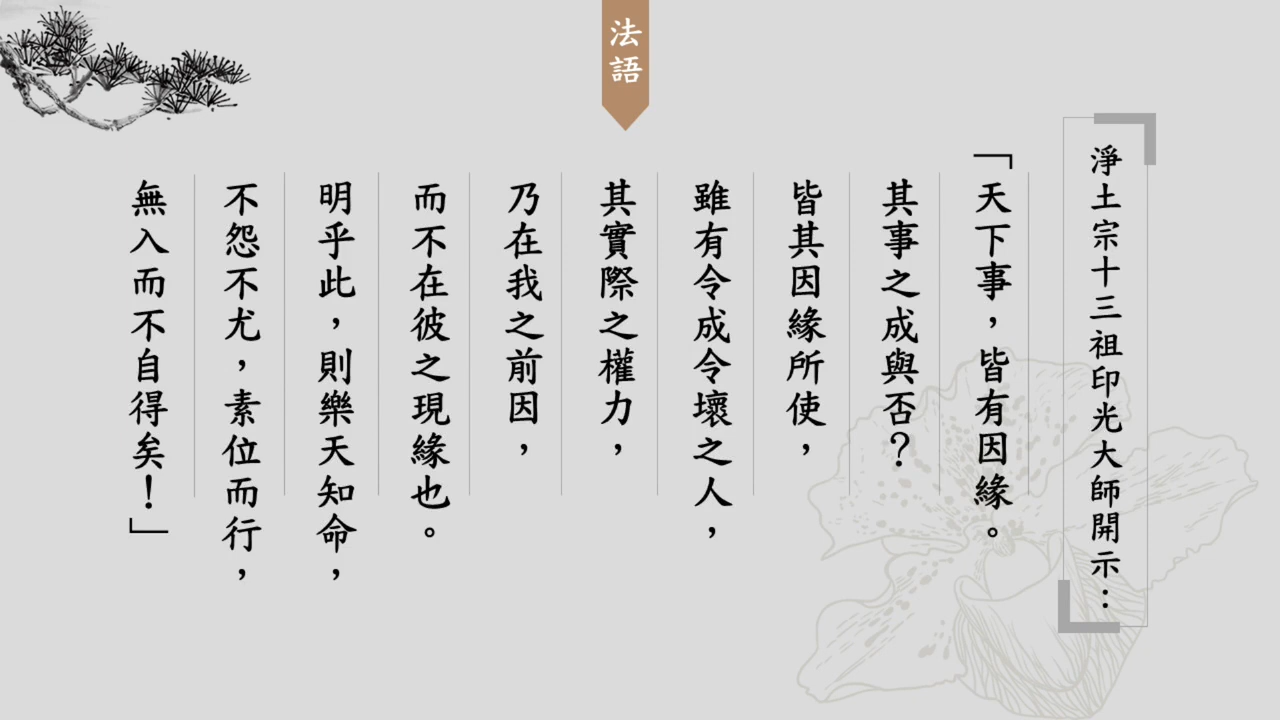 法語
淨土宗十三祖印光大師開示：
「天下事，皆有因緣。
其事之成與否？
皆其因緣所使，
雖有令成令壞之人，
其實際之權力，
乃在我之前因，
而不在彼之現緣也。
明乎此，則樂天知命，
不怨不尤，素位而行，
無入而不自得矣！」